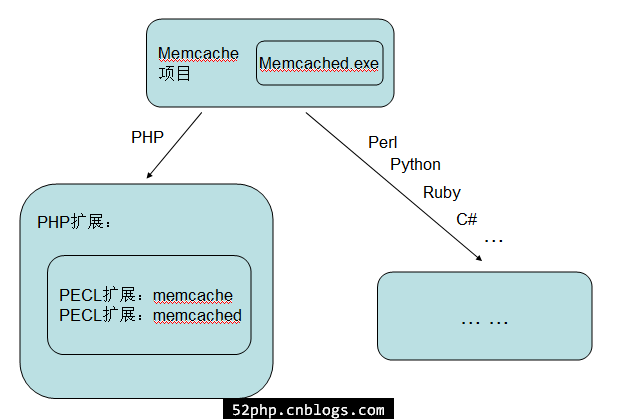 Memcache
项目
Memcached.exe
PHP
Perl
Python
Ruby
C#
…
PHP扩展：
PECL扩展：memcache
PECL扩展：memcached
… …
52php.cnblogs.com